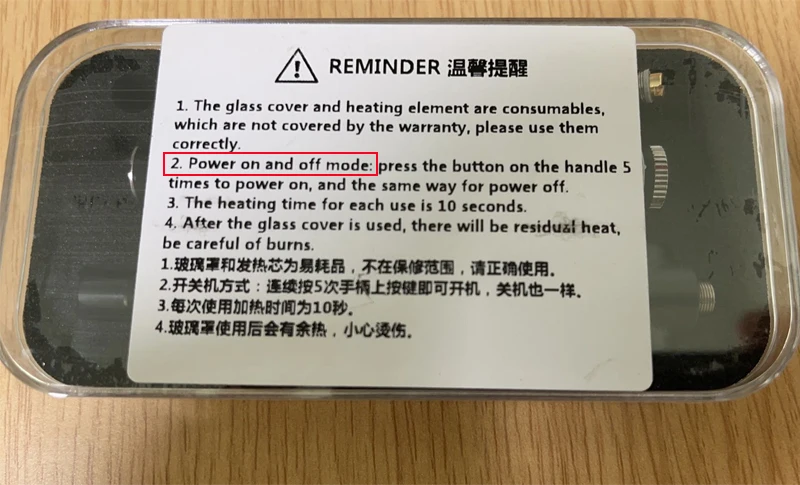 REMINDER 温馨提醒
1. The glass cover and heating element are consumables,
which are not covered by the warranty, please use them
correctly.
2. Power on and off mode: press the button on the handle 5
times to power on, and the same way for power off.
3. The heating time for each use is 10 seconds.
4. After the glass cover is used, there will be residual heat,
be careful of burns.
1.玻璃罩和发热芯为易耗品，不在保修范围，请正确使用。
2.开关机方式：连续按5次手柄上按键即可开机，关机也一样。
3.每次使用加热时间为10秒。
4.玻璃罩使用后会有余热，小心烫伤。